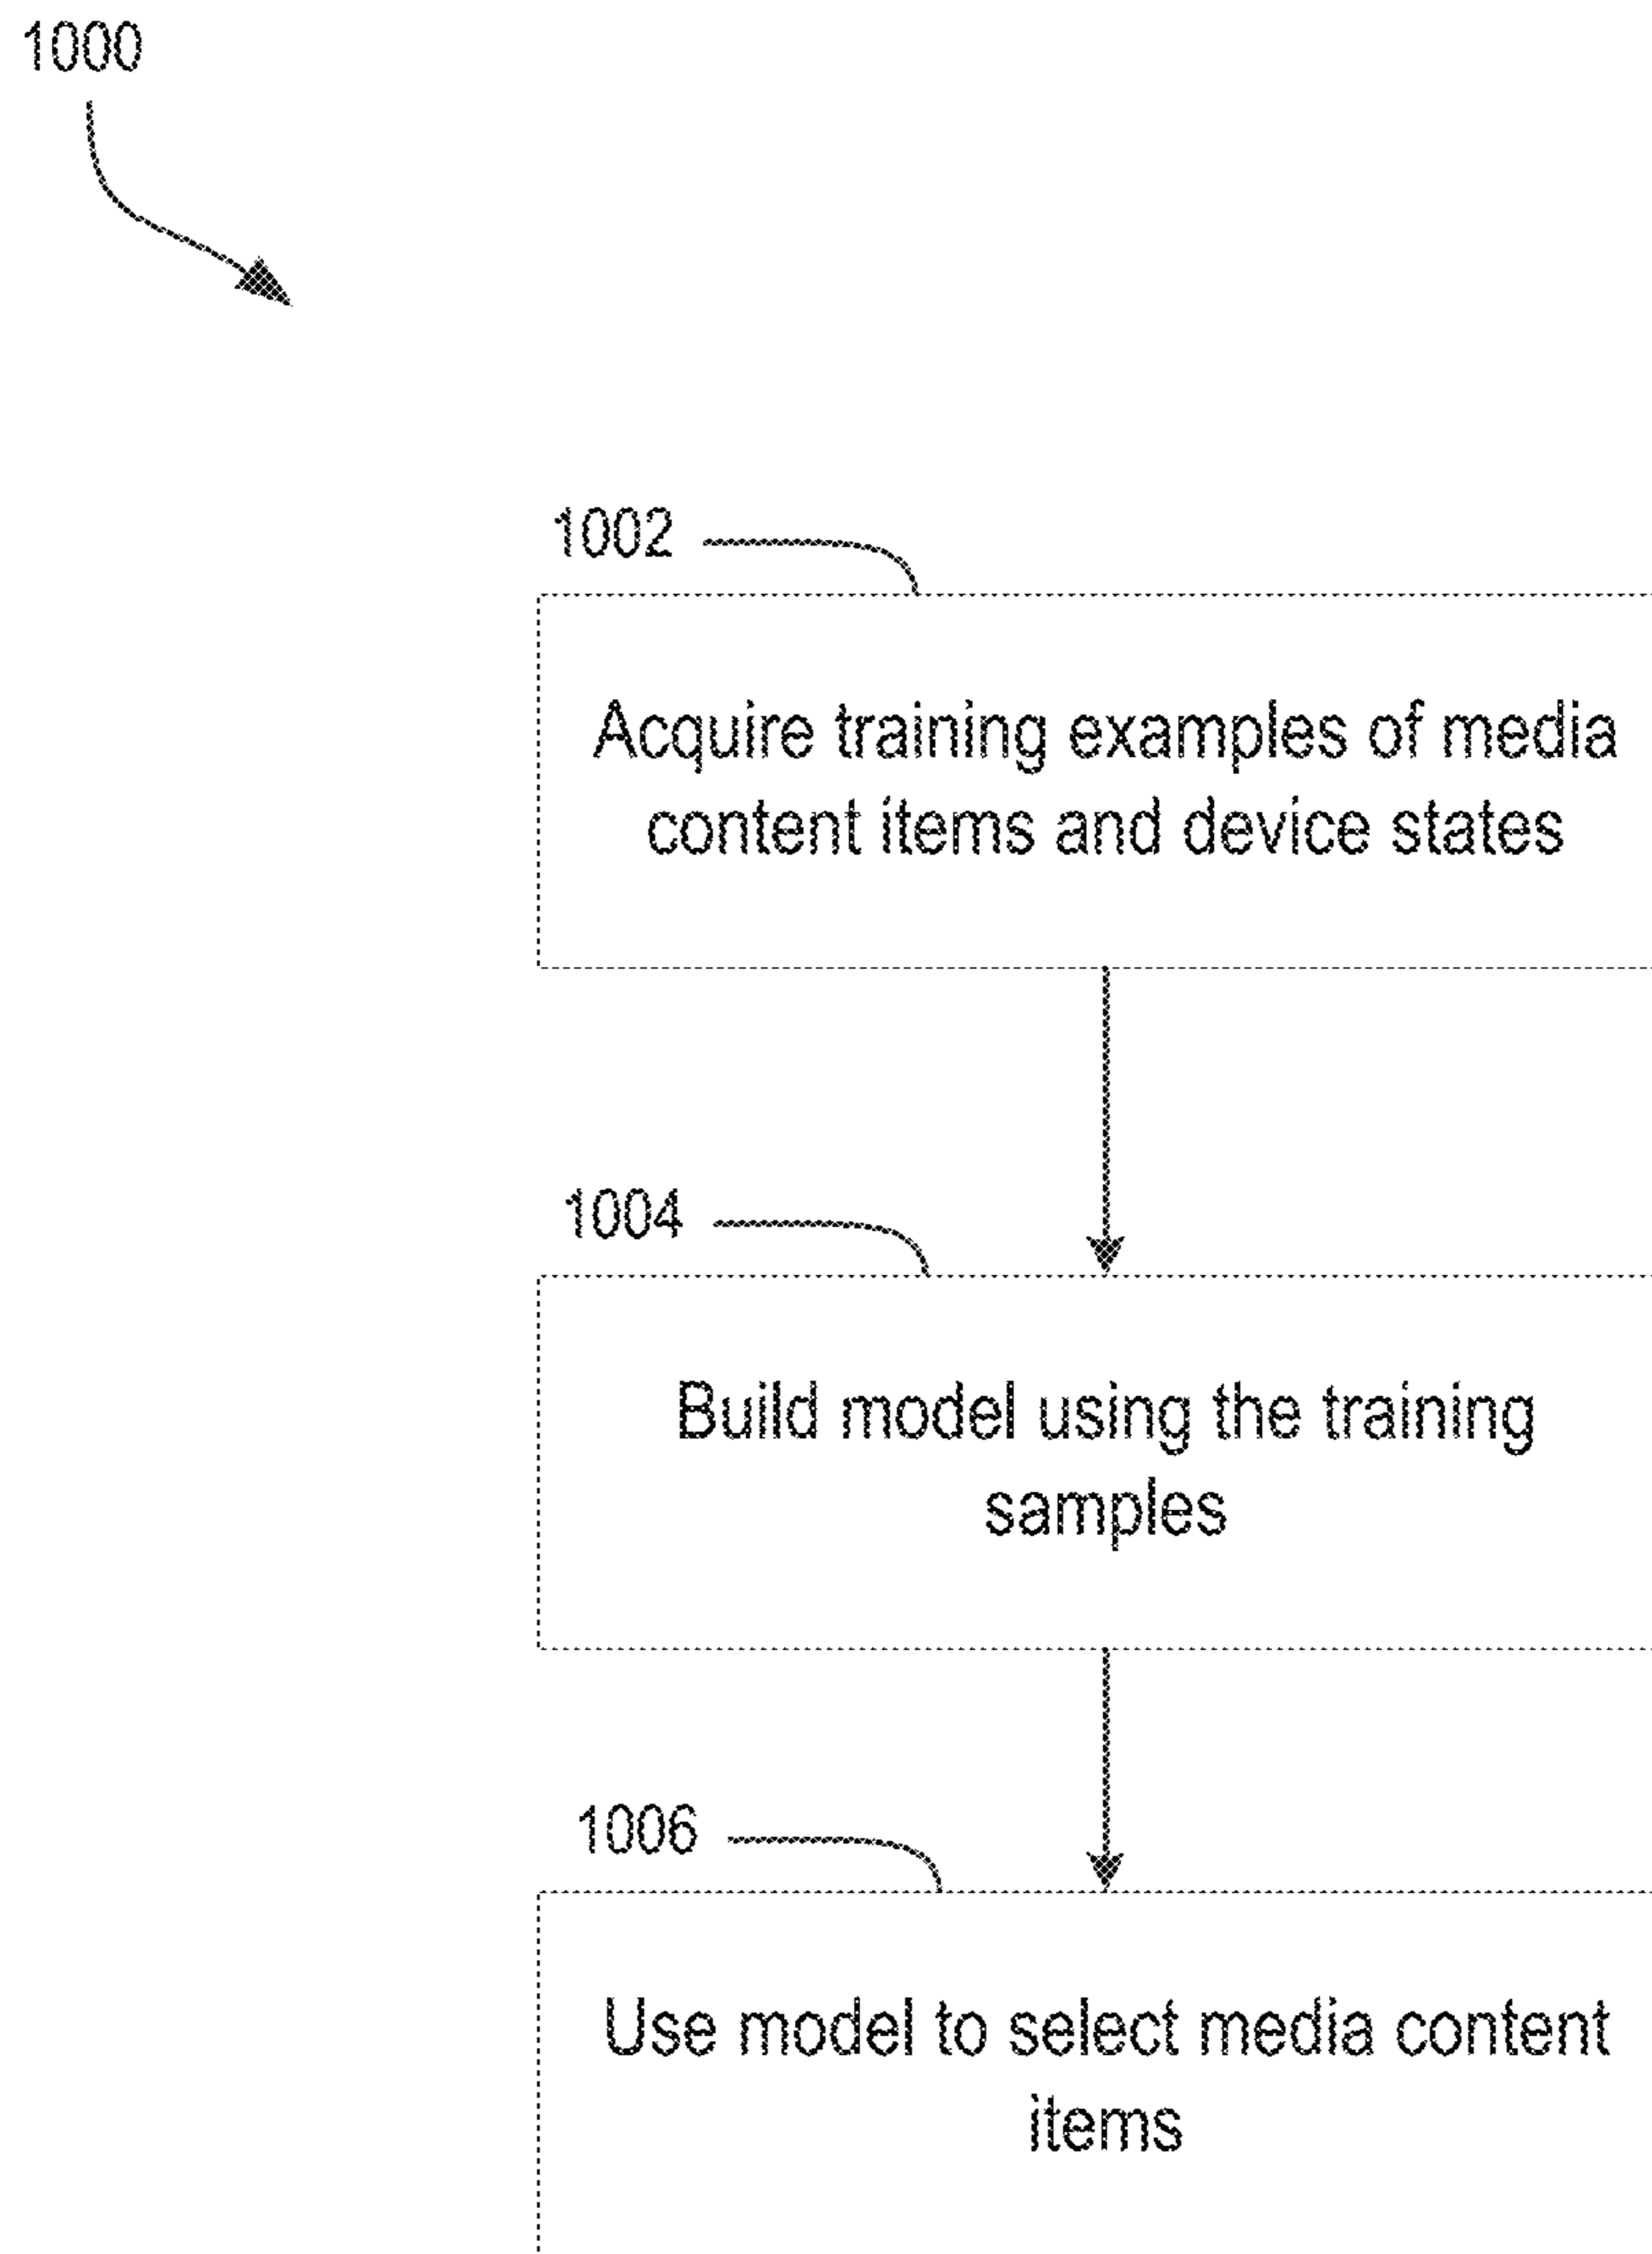 1000
1002
Acquire training examples of media
content items and device states
1004
Build model using the training
samples
1006
Use model to select media content
items